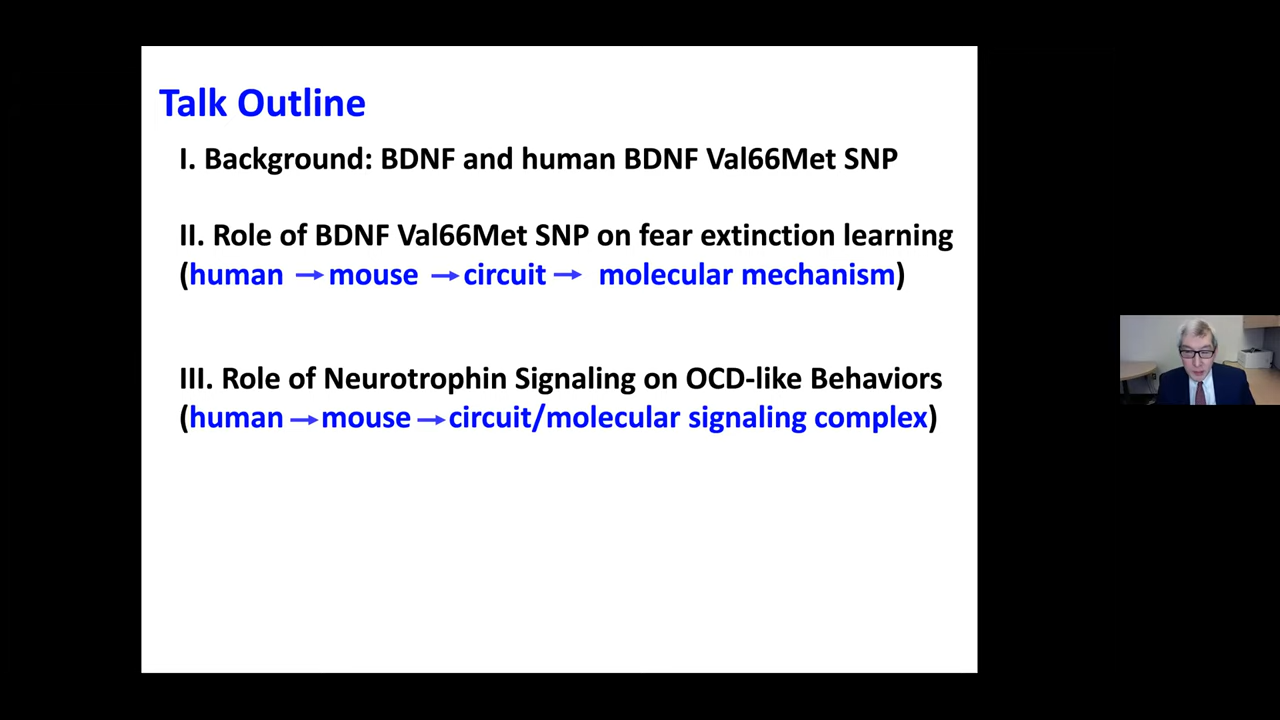 Talk Outline
I. Background: BDNF and human BDNF Val66Met SNP
II. Role of BDNF Val66Met SNP on fear extinction learning
(human → mouse → circuit → molecular mechanism)
III. Role of Neurotrophin Signaling on OCD-like Behaviors
(human → mouse → circuit/molecular signaling complex)